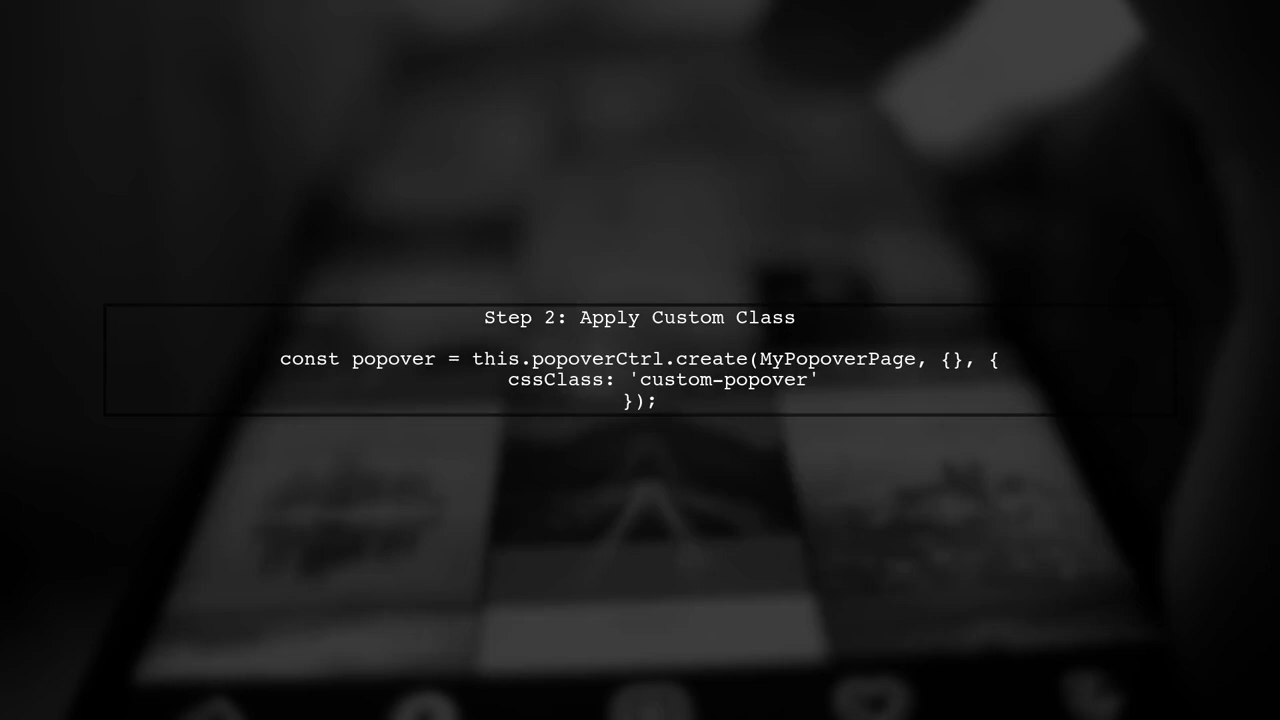 Step 2: Apply Custom Class
const popover = this.popoverCtrl.create(MyPopoverPage, {}, {
cssClass: 'custom-popover'
});